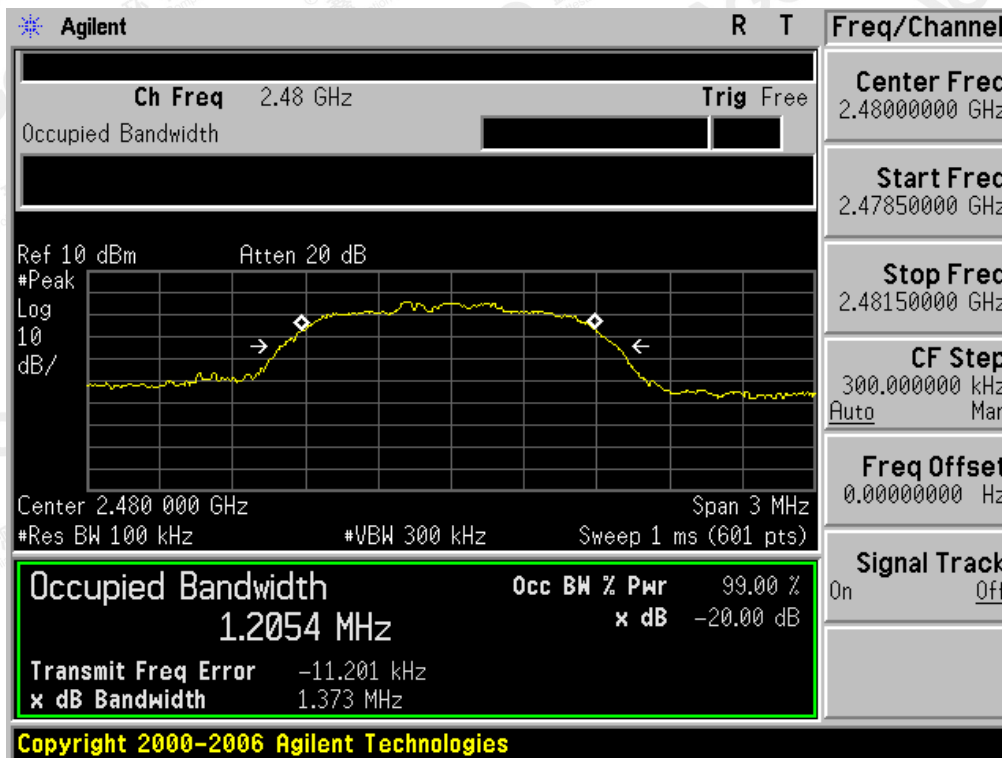 Agilent R T
Ch Freq 2.48 GHz Trig Free
Occupied Bandwidth
Ref 10 dBm Atten 20 dB
#Peak
Log
10
dB/
Center 2.480 000 GHz Span 3 MHz
#Res BW 100 kHz #VBW 300 kHz Sweep 1 ms (601 pts)
Occupied Bandwidth
1.2054 MHz
Occ BW % Pwr 99.00 %
x dB -20.00 dB
Transmit Freq Error -11.201 kHz
x dB Bandwidth 1.373 MHz
Copyright 2000-2006 Agilent Technologies
Freq/Channel
Center Freq
2.48000000 GHz
Start Freq
2.47850000 GHz
Stop Freq
2.48150000 GHz
CF Step
300.000000 kHz
Auto Man
Freq Offset
0.00000000 Hz
Signal Track
On Off